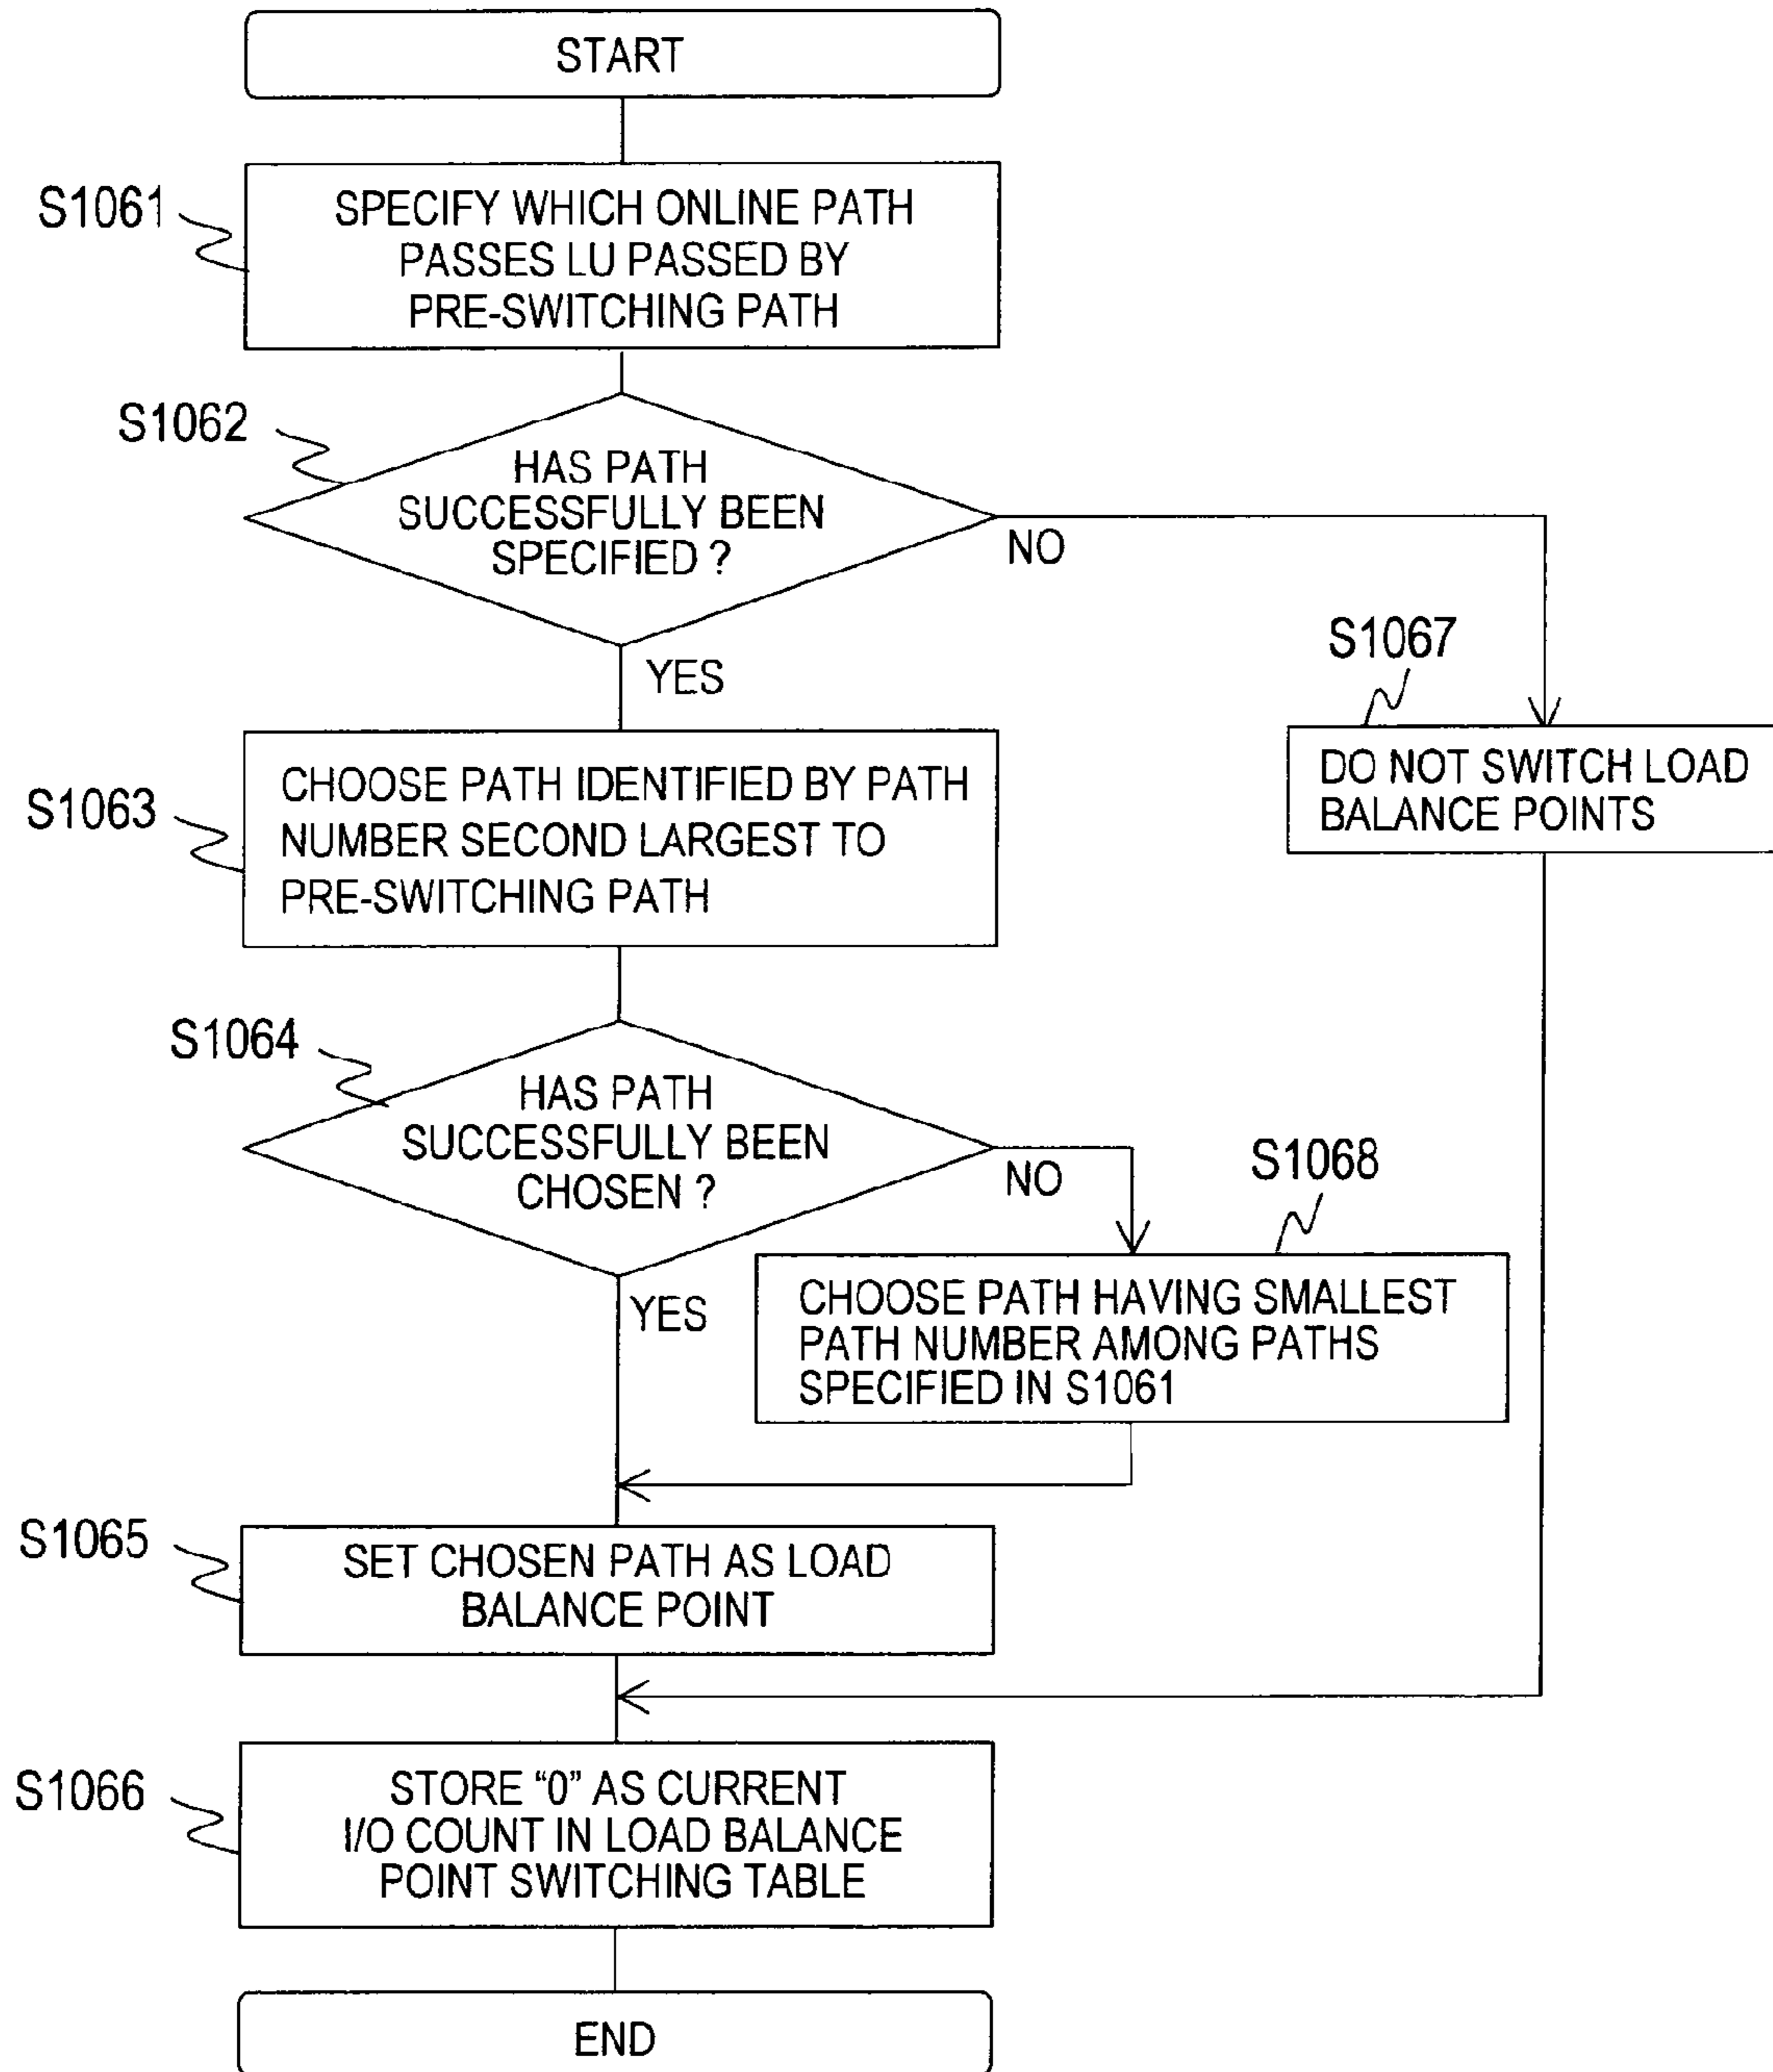 START
S1061
SPECIFY WHICH ONLINE PATH
PASSES LU PASSED BY
PRE-SWITCHING PATH
S1062
HAS PATH
SUCCESSFULLY BEEN
SPECIFIED ?
NO
YES
S1067
DO NOT SWITCH LOAD
BALANCE POINTS
S1063
CHOOSE PATH IDENTIFIED BY PATH
NUMBER SECOND LARGEST TO
PRE-SWITCHING PATH
S1064
HAS PATH
SUCCESSFULLY BEEN
CHOSEN ?
NO
YES
S1068
CHOOSE PATH HAVING SMALLEST
PATH NUMBER AMONG PATHS
SPECIFIED IN S1061
S1065
SET CHOSEN PATH AS LOAD
BALANCE POINT
S1066
STORE “0” AS CURRENT
I/O COUNT IN LOAD BALANCE
POINT SWITCHING TABLE
END